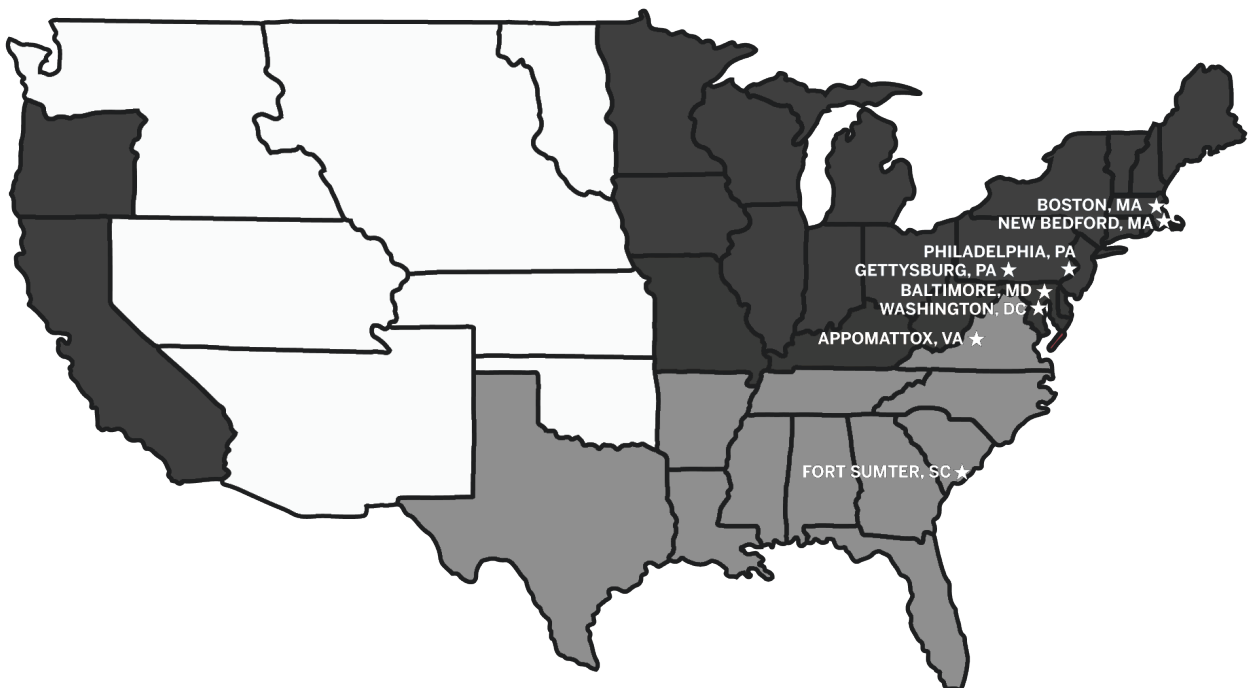 BOSTON, MA
NEW BEDFORD, MA
PHILADELPHIA, PA
GETTYSBURG, PA
BALTIMORE, MD
WASHINGTON, DC
APPOMATTOX, VA
FORT SUMTER, SC